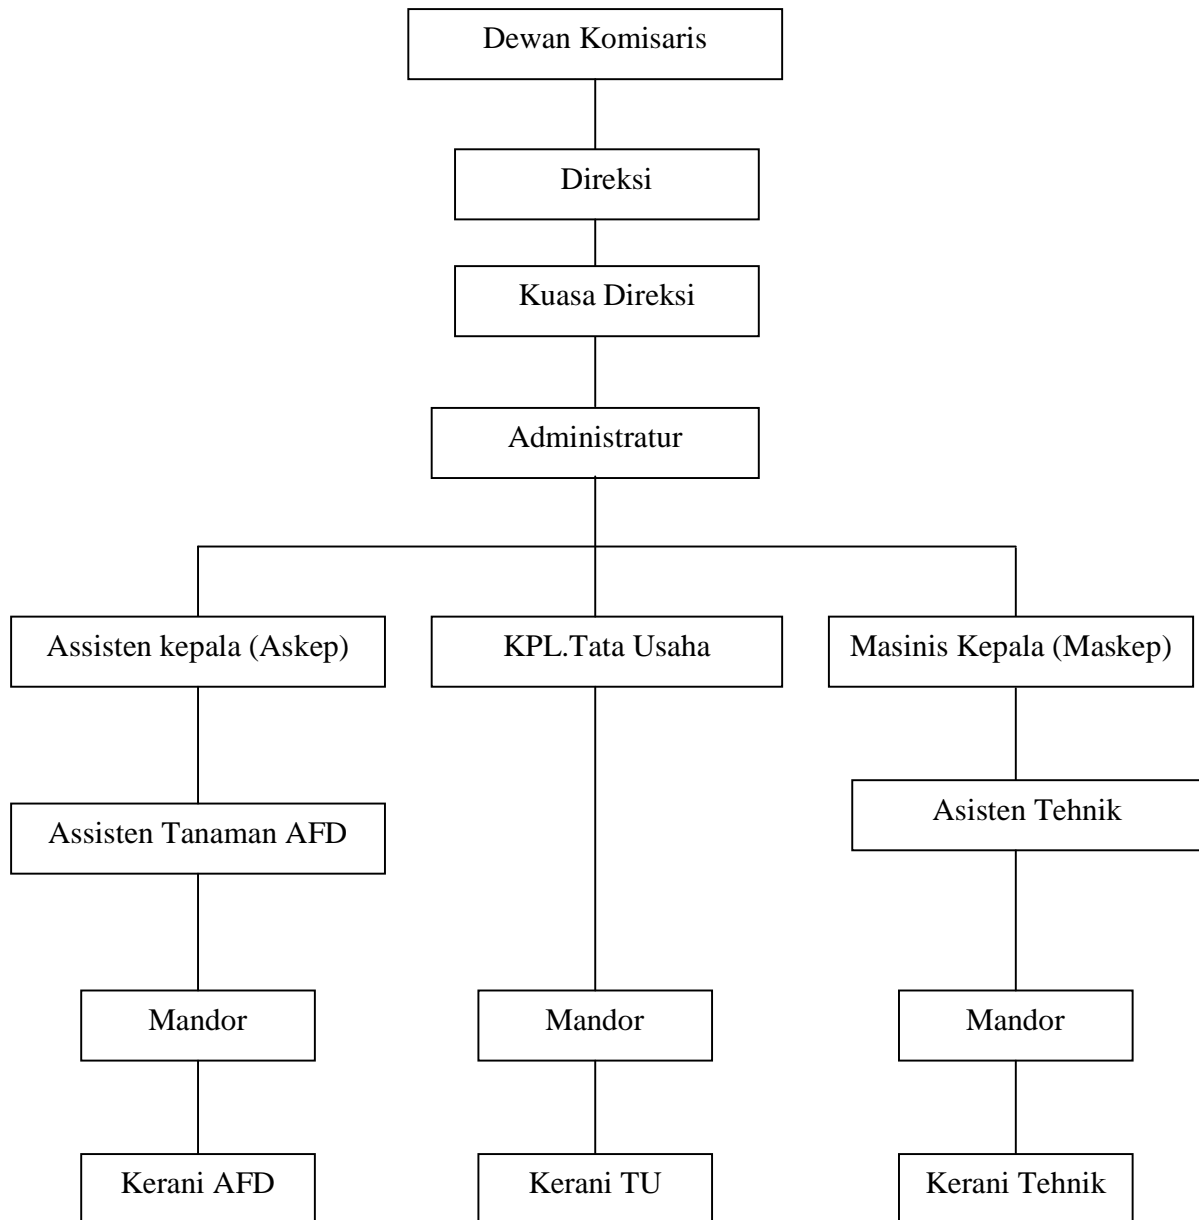 Dewan Komisaris
Direksi
Kuasa Direksi
Administratur
Assisten kepala (Askep)
KPL.Tata Usaha
Masinis Kepala (Maskep)
Assisten Tanaman AFD
Asisten Tehnik
Mandor
Mandor
Mandor
Kerani AFD
Kerani TU
Kerani Tehnik